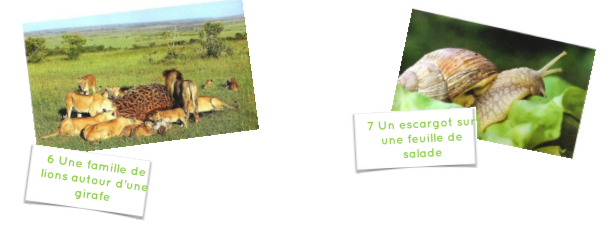 6 Une famille de
lions autour d'une
girafe
7 Un escargot sur
une feuille de
salade